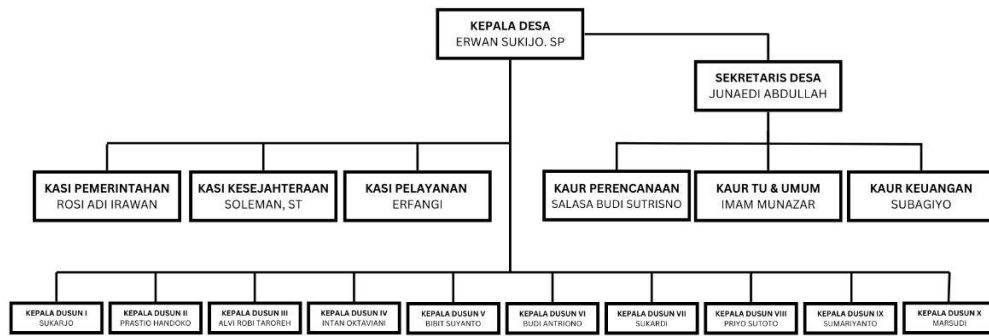 KEPALA DESA
ERWAN SUKIJO. SP
SEKRETARIS DESA
JUNAEDI ABDULLAH
KASI PEMERINTAHAN
ROSI ADI IRAWAN
KASI KESEJAHTERAAN
SOLEMAN, ST
KASI PELAYANAN
ERFANGI
KAUR PERENCANAAN
SALASA BUDI SUTRISNO
KAUR TU & UMUM
IMAM MUNAZAR
KAUR KEUANGAN
SUBAGIYO
KEPALA DUSUN I
SUKARJO
KEPALA DUSUN II
PRASTIO HANDOKO
KEPALA DUSUN III
ALVI ROBI TAROREH
KEPALA DUSUN IV
INTAN OKTAVIANI
KEPALA DUSUN V
BIBIT SUYANTO
KEPALA DUSUN VI
BUDI ANTRIONO
KEPALA DUSUN VII
SUKARDI
KEPALA DUSUN VIII
PRIYO SUTOTO
KEPALA DUSUN IX
SUMARYANTO
KEPALA DUSUN X
MARSUDI